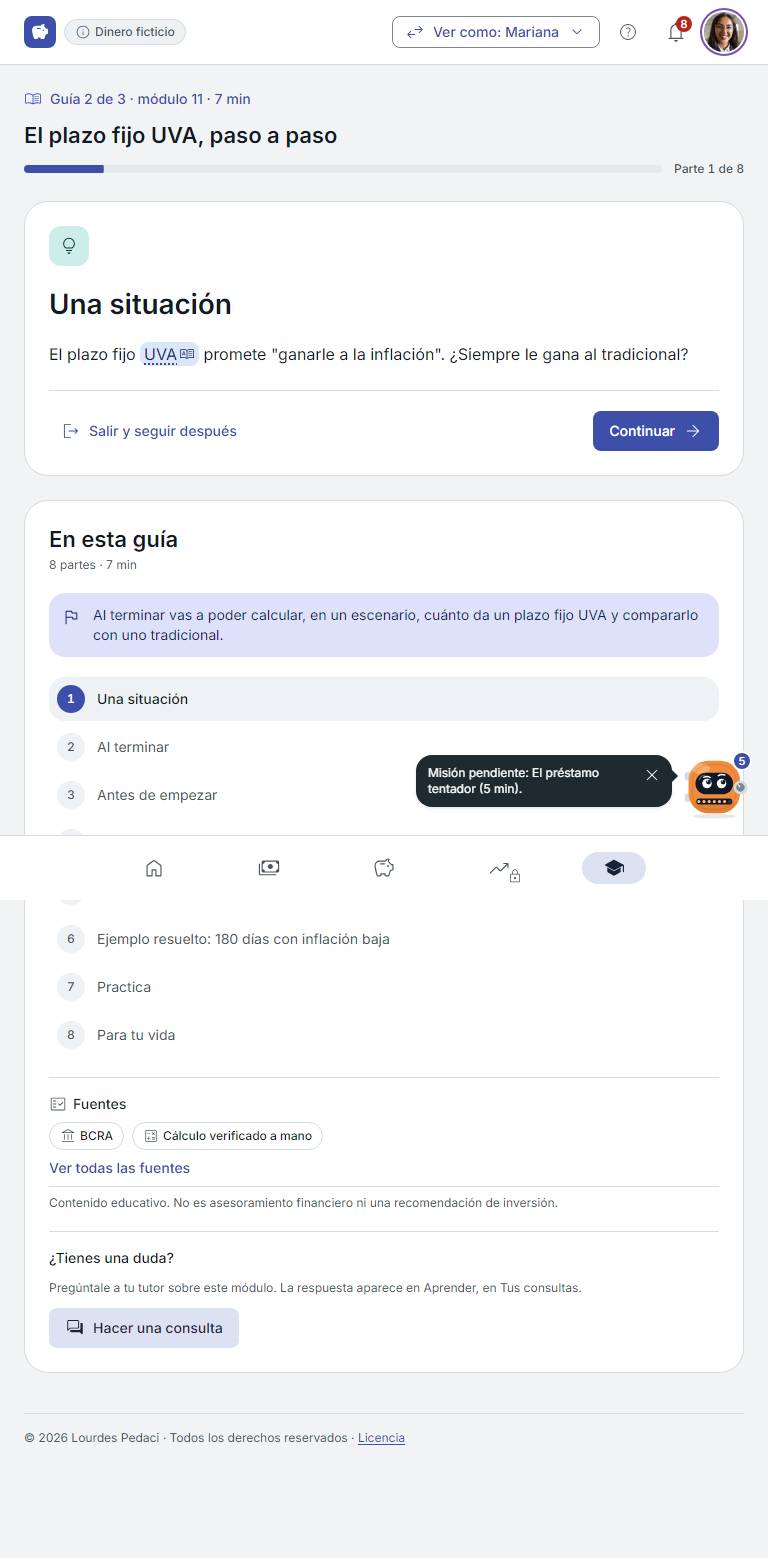 Dinero ficticio
Ver como: Mariana
8
Guía 2 de 3 · módulo 11 · 7 min
El plazo fijo UVA, paso a paso
Parte 1 de 8
Una situación
El plazo fijo UVA promete "ganarle a la inflación". ¿Siempre le gana al tradicional?
Salir y seguir después
Continuar
En esta guía
8 partes · 7 min
Al terminar vas a poder calcular, en un escenario, cuánto da un plazo fijo UVA y compararlo
con uno tradicional.
1 Una situación
2 Al terminar
3 Antes de empezar
Misión pendiente: El préstamo
tentador (5 min).
5
6 Ejemplo resuelto: 180 días con inflación baja
7 Practica
8 Para tu vida
Fuentes
BCRA
Cálculo verificado a mano
Ver todas las fuentes
Contenido educativo. No es asesoramiento financiero ni una recomendación de inversión.
¿Tienes una duda?
Pregúntale a tu tutor sobre este módulo. La respuesta aparece en Aprender, en Tus consultas.
Hacer una consulta
© 2026 Lourdes Pedaci · Todos los derechos reservados · Licencia